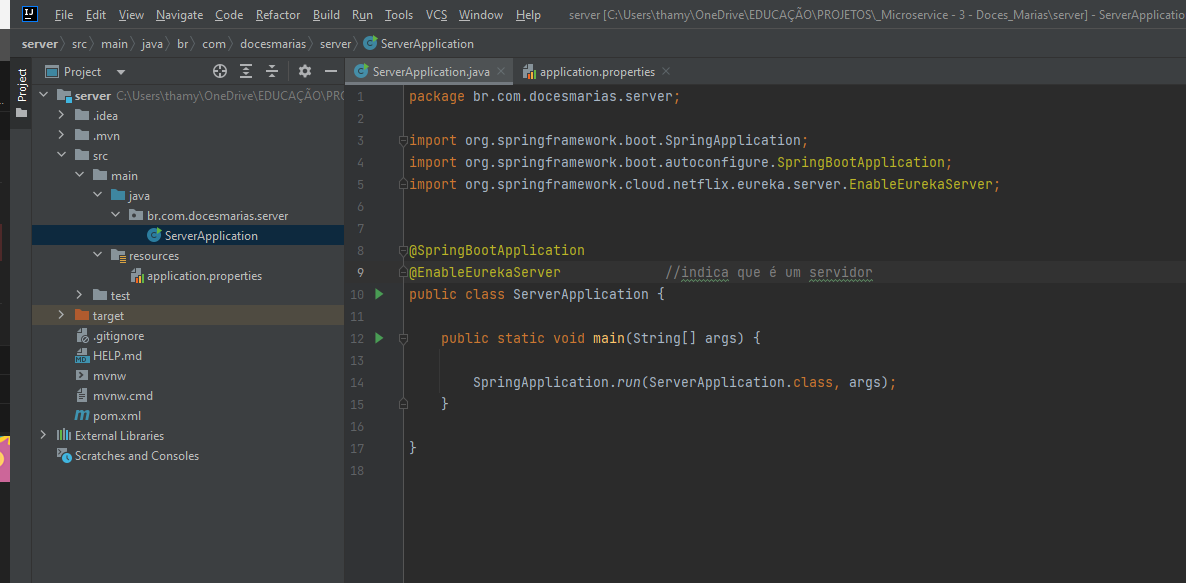 File Edit View Navigate Code Refactor Build Run Tools VCS Window Help server [C:\Users\thamy\OneDrive\EDUCAÇÃO\PROJETOS\_Microservice - 3 - Doces_Marias\server] - ServerApplicatio
server src main java br com docesmarias server ServerApplication
Project
Project
ServerApplication.java
application.properties
server C:\Users\thamy\OneDrive\EDUCAÇÃO\PRO
.idea
.mvn
src
main
java
br.com.docesmarias.server
ServerApplication
resources
application.properties
test
target
.gitignore
HELP.md
mvnw
mvnw.cmd
pom.xml
External Libraries
Scratches and Consoles
1 package br.com.docesmarias.server;
2
3 import org.springframework.boot.SpringApplication;
4 import org.springframework.boot.autoconfigure.SpringBootApplication;
5 import org.springframework.cloud.netflix.eureka.server.EnableEurekaServer;
6
7
8 @SpringBootApplication
9 @EnableEurekaServer //indica que é um servidor
10 public class ServerApplication {
11
12 public static void main(String[] args) {
13
14 SpringApplication.run(ServerApplication.class, args);
15 }
16
17 }
18